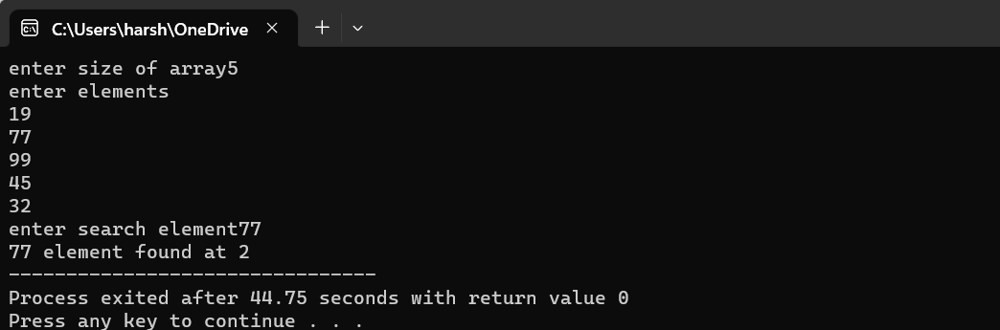 C:\Users\harsh\OneDrive
enter size of array5
enter elements
19
77
99
45
32
enter search element77
77 element found at 2
--------------------------------
Process exited after 44.75 seconds with return value 0
Press any key to continue . . .